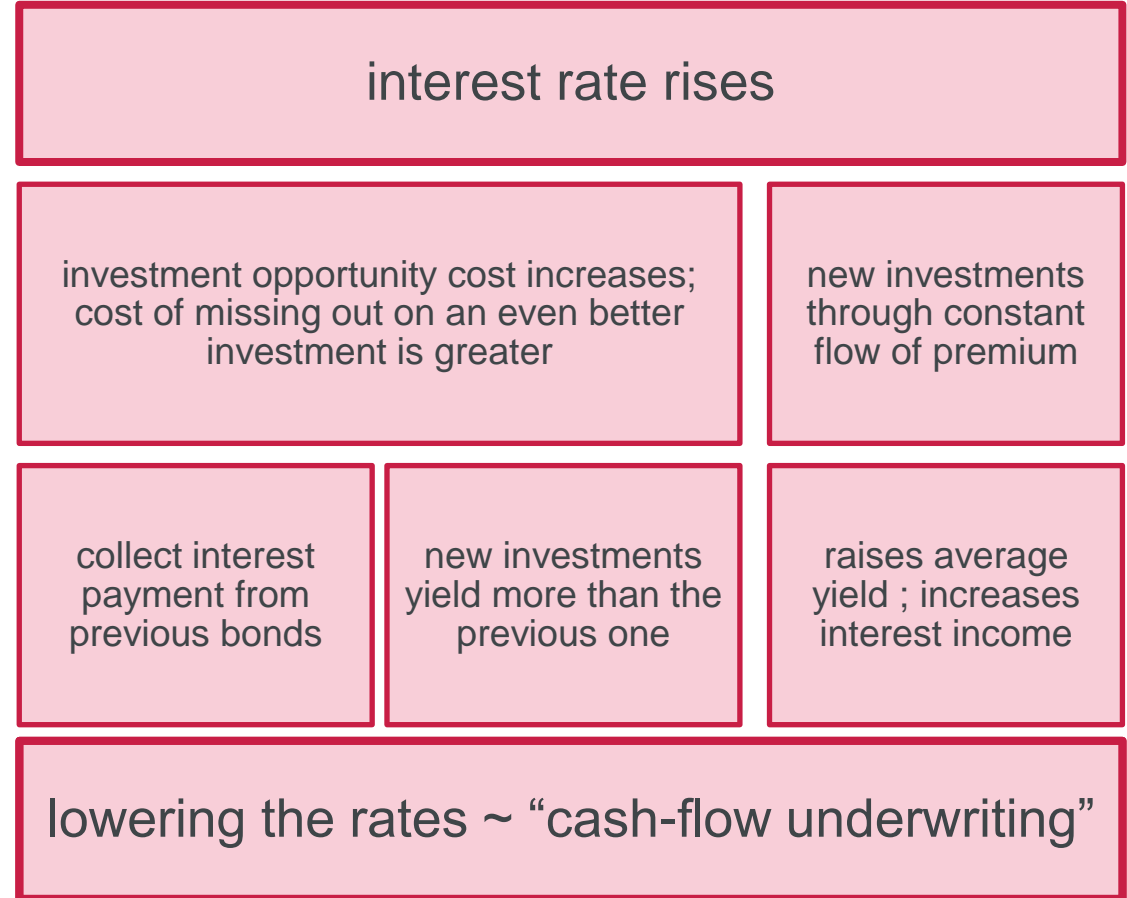 interest rate rises
investment opportunity cost increases;
cost of missing out on an even better
investment is greater
new investments
through constant
flow of premium
collect interest
payment from
previous bonds
new investments
yield more than the
previous one
raises average
yield ; increases
interest income
lowering the rates ~ “cash-flow underwriting”